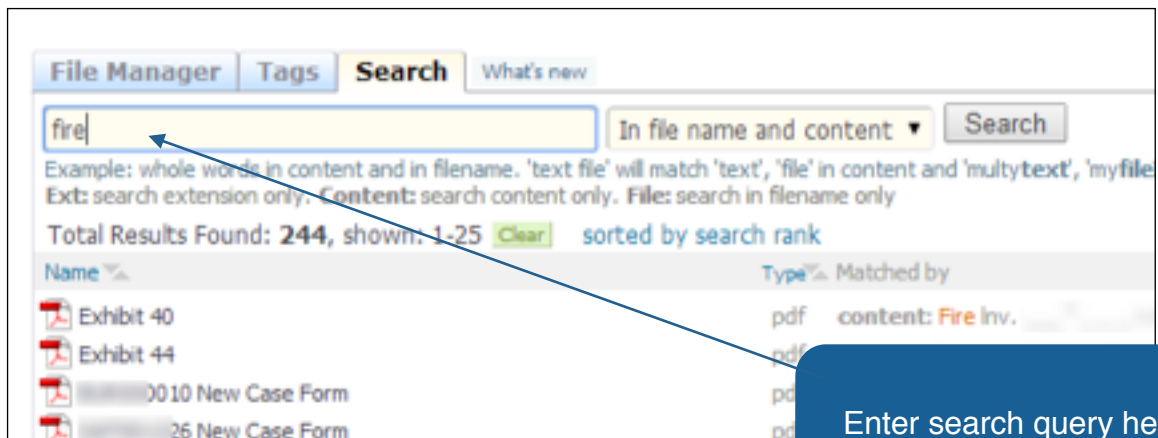 File Manager Tags Search What's new
fire In file name and content Search
Example: whole words in content and in filename. 'text file' will match 'text', 'file' in content and 'multytext', 'myfile'
Ext: search extension only. Content: search content only. File: search in filename only
Total Results Found: 244, shown: 1-25 Clear sorted by search rank
Name Type Matched by
Exhibit 40 pdf content: Fire Inv.
Exhibit 44 pdf
0010 New Case Form pd
26 New Case Form pd
Enter search query he